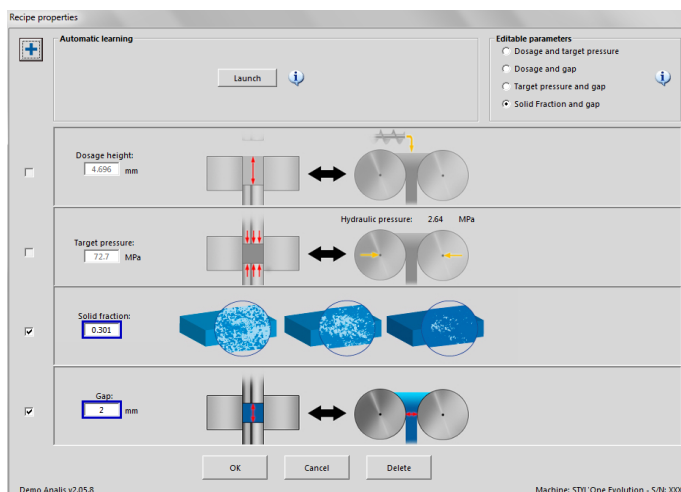 Recipe properties
Automatic learning
Launch
Editable parameters
Dosage and target pressure
Dosage and gap
Target pressure and gap
Solid Fraction and gap
Dosage height:
4.696 mm
Hydraulic pressure: 2.64 MPa
Target pressure:
72.7 MPa
Solid fraction:
0.301
Gap:
2 mm
OK Cancel Delete
Demo Analis v2.05.8 Machine: STYL'One Evolution - S/N: XXX